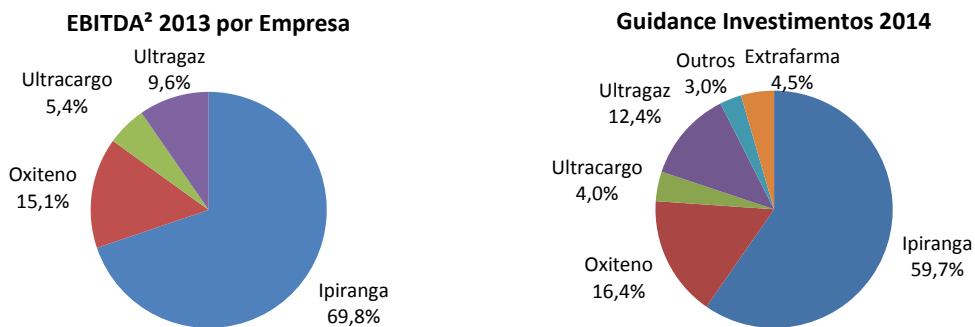 EBITDA² 2013 por Empresa
Ultragaz
9,6%
Ultracargo
5,4%
Oxiteno
15,1%
Ipiranga
69,8%
Guidance Investimentos 2014
Outros
3,0%
Extrafarma
4,5%
Ultragaz
12,4%
Ultracargo
4,0%
Oxiteno
16,4%
Ipiranga
59,7%